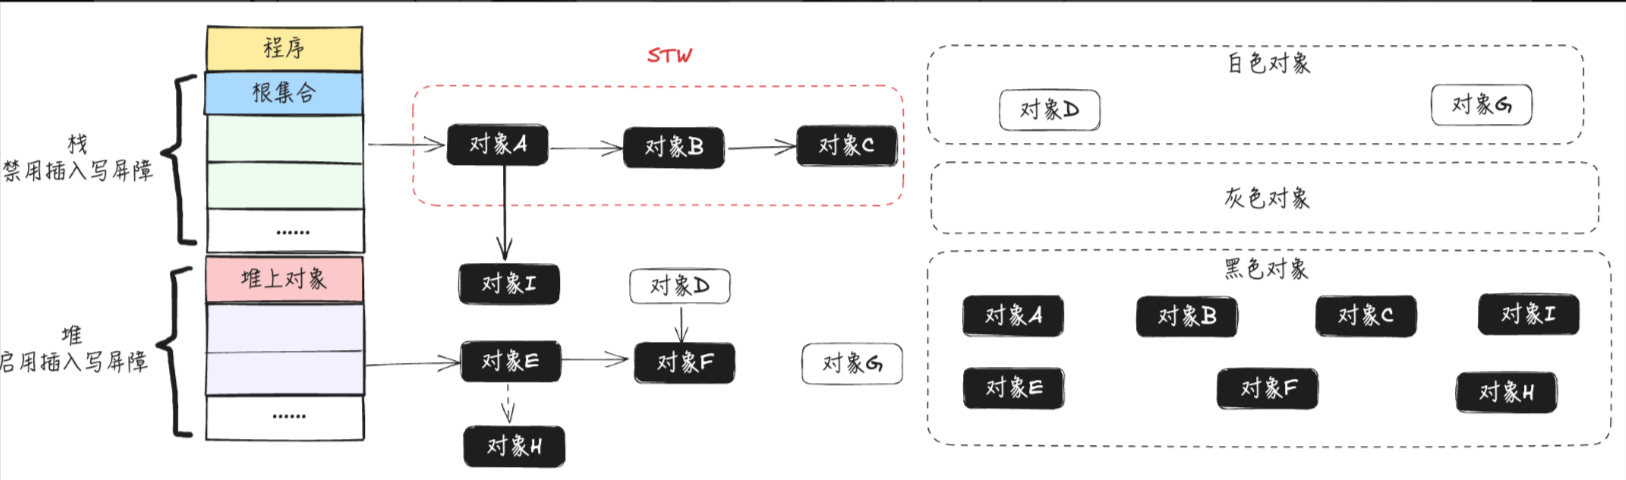 程序
根集合
栈
禁用插入写屏障
......
堆上对象
堆
启用插入写屏障
......
STW
对象A
对象B
对象C
对象I
对象D
对象E
对象F
对象G
对象H
白色对象
对象D
对象G
灰色对象
黑色对象
对象A
对象B
对象C
对象I
对象E
对象F
对象H